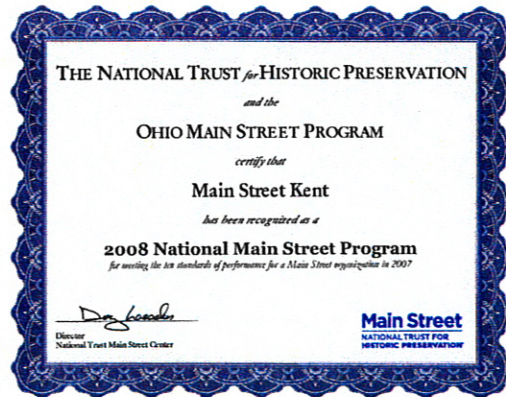 THE NATIONAL TRUST for HISTORIC PRESERVATION
and the
OHIO MAIN STREET PROGRAM
certify that
Main Street Kent
has been recognized as a
2008 National Main Street Program
for meeting the ten standards of performance for a Main Street organization in 2007
Director
National Trust Main Street Center
Main Street
NATIONAL TRUST FOR
HISTORIC PRESERVATION